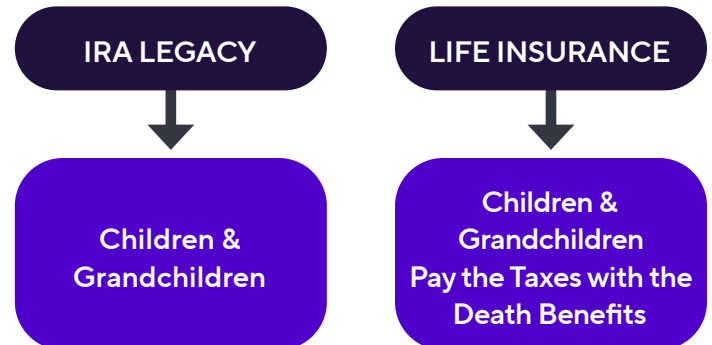 IRA LEGACY
LIFE INSURANCE
Children &
Grandchildren
Children &
Grandchildren
Pay the Taxes with the
Death Benefits